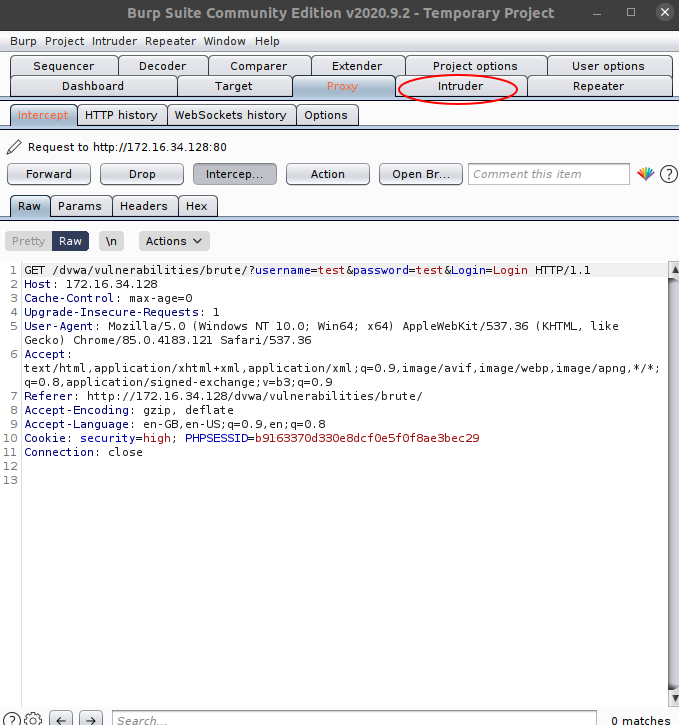 Burp Suite Community Edition v2020.9.2 - Temporary Project
Burp Project Intruder Repeater Window Help
Sequencer Decoder Comparer Extender Project options User options
Dashboard Target Proxy Intruder Repeater
Intercept HTTP history WebSockets history Options
Request to http://172.16.34.128:80
Forward Drop Intercep... Action Open Br... Comment this item ?
Raw Params Headers Hex
Pretty Raw \n Actions
1 GET /dvwa/vulnerabilities/brute/?username=test&password=test&Login=Login HTTP/1.1
2 Host: 172.16.34.128
3 Cache-Control: max-age=0
4 Upgrade-Insecure-Requests: 1
5 User-Agent: Mozilla/5.0 (Windows NT 10.0; Win64; x64) AppleWebKit/537.36 (KHTML, like
Gecko) Chrome/85.0.4183.121 Safari/537.36
6 Accept:
text/html,application/xhtml+xml,application/xml;q=0.9,image/avif,image/webp,image/apng,*/*;
q=0.8,application/signed-exchange;v=b3;q=0.9
7 Referer: http://172.16.34.128/dvwa/vulnerabilities/brute/
8 Accept-Encoding: gzip, deflate
9 Accept-Language: en-GB,en-US;q=0.9,en;q=0.8
10 Cookie: security=high; PHPSESSID=b9163370d330e8dcf0e5f0f8ae3bec29
11 Connection: close
12
13
? Search... 0 matches